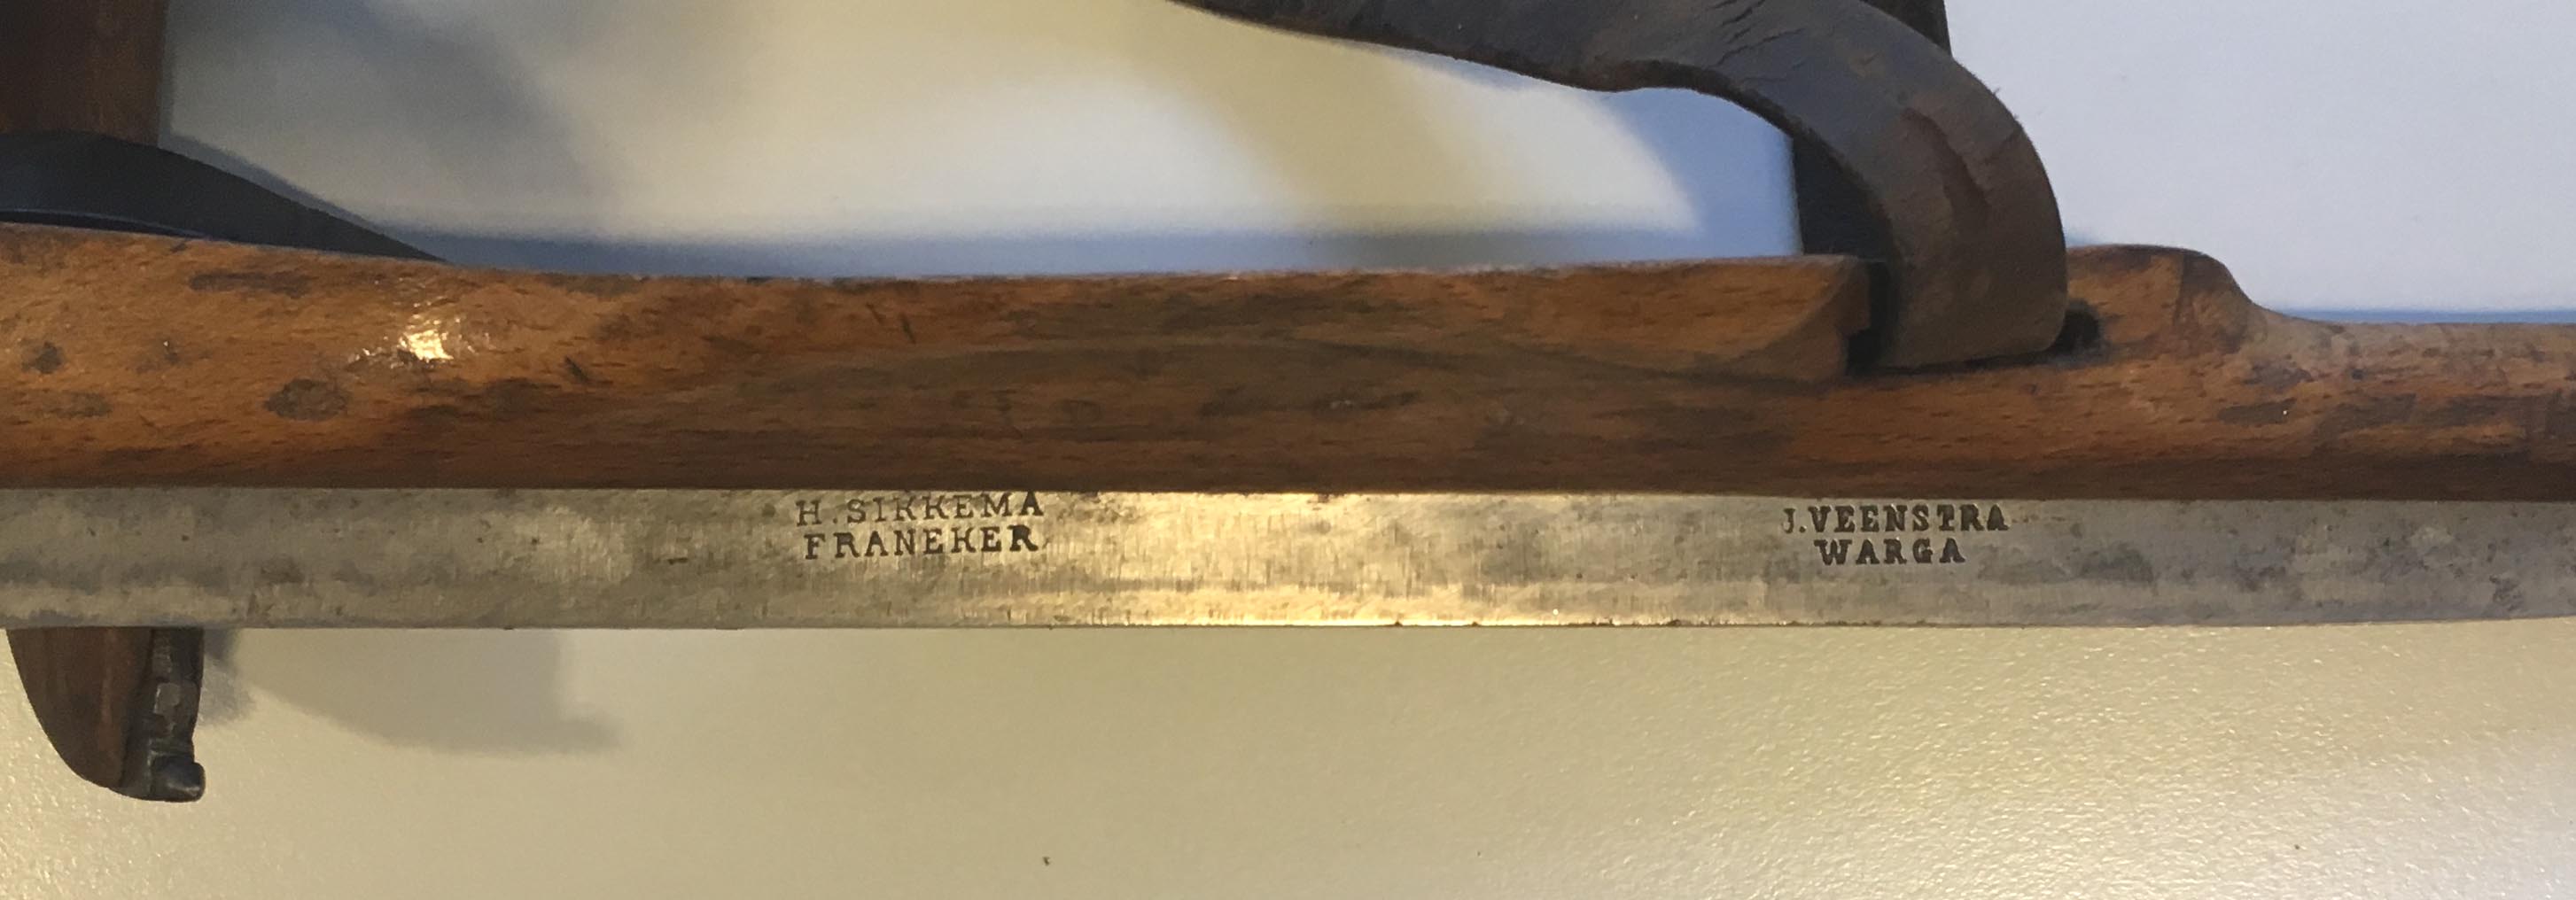 H. SIKKEMA
FRANEKER
J. VEENSTRA
WARGA